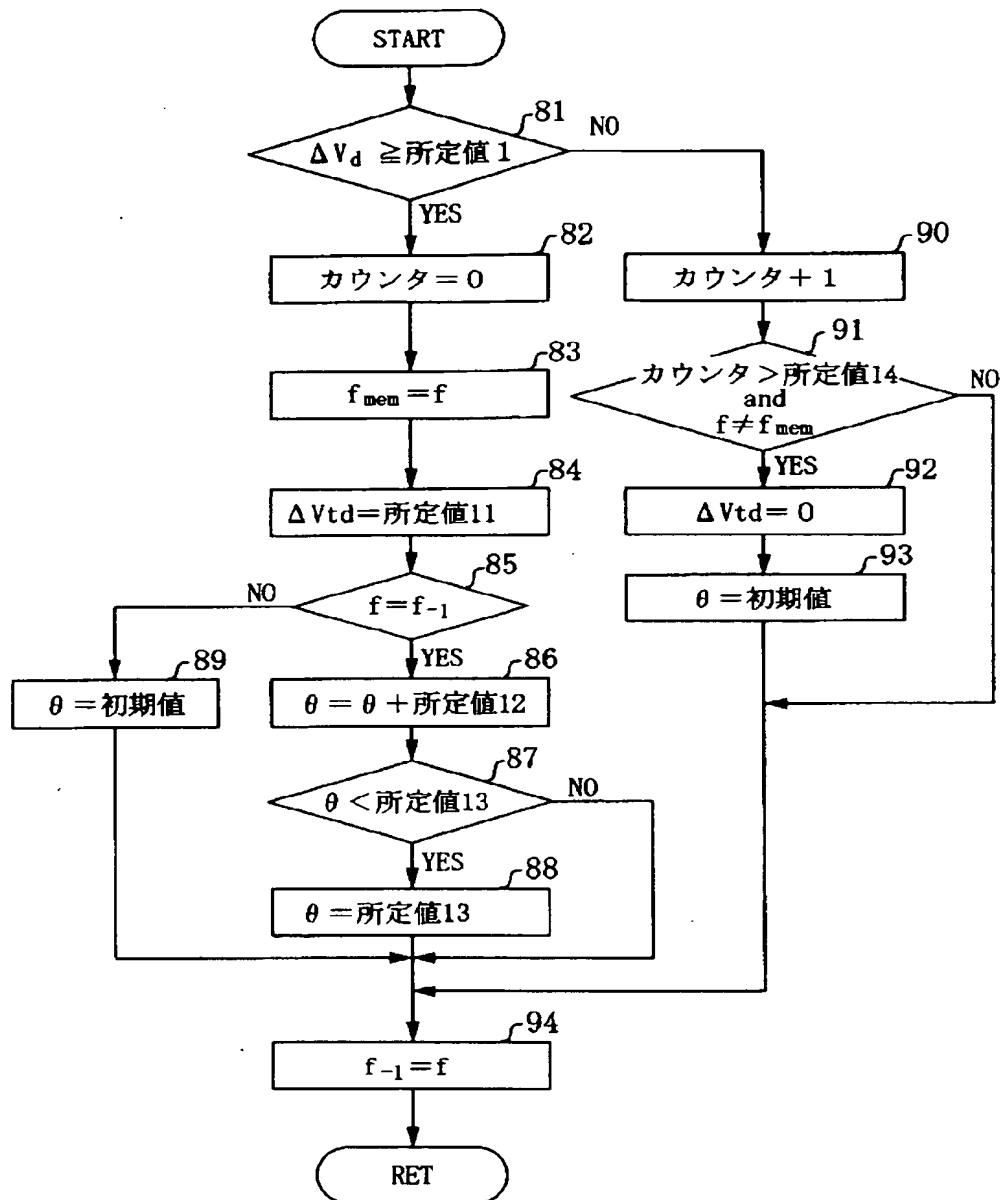 START
81
ΔVd ≧所定値1
NO
YES
82
カウンタ=0
90
カウンタ+1
83
fmem=f
91
カウンタ>所定値14
and
f≠fmem
NO
YES
84
ΔVtd=所定値11
92
ΔVtd=0
85
f=f-1
NO
YES
93
θ=初期値
89
θ=初期値
86
θ=θ+所定値12
87
θ<所定値13
NO
YES
88
θ=所定値13
94
f-1=f
RET